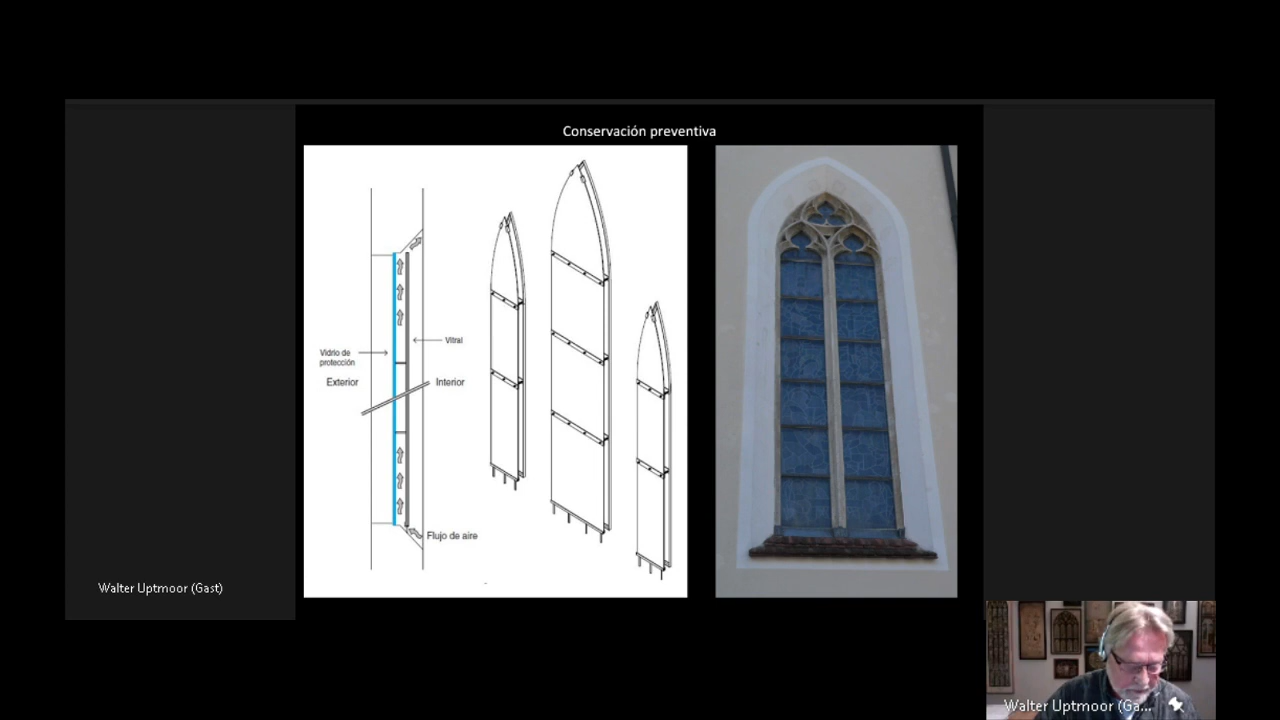 Conservación preventiva
Vidrio de
protección
Vitral
Exterior
Interior
Flujo de aire
Walter Uptmoor (Gast)
Walter Uptmoor (Ga...